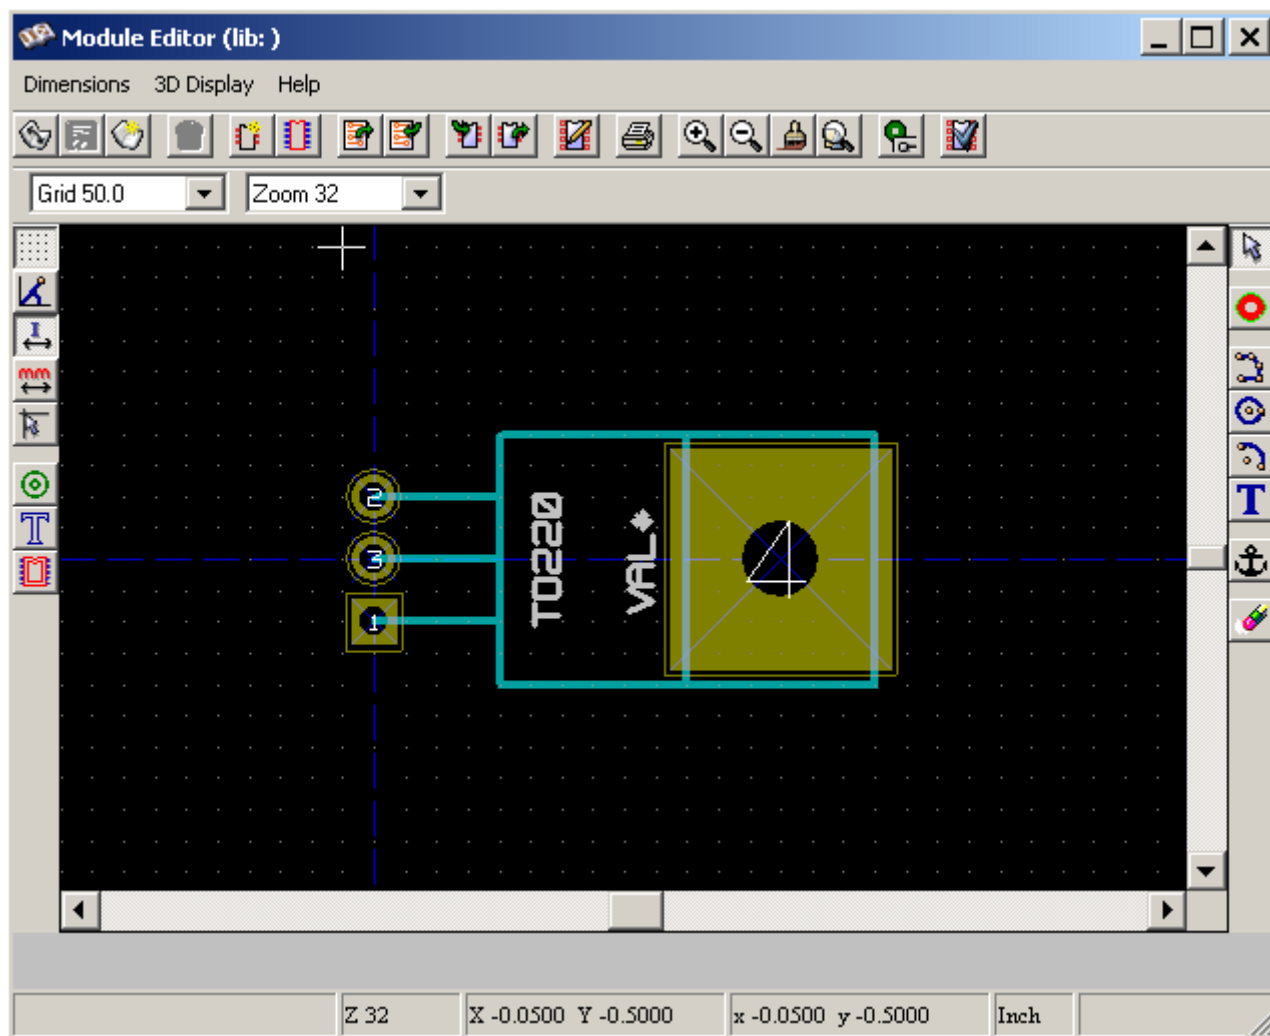 Module Editor (lib: )
Dimensions 3D Display Help
Grid 50.0 Zoom 32
I
mm
T
T
2
3
1
TO220
VAL*
4
Z 32 X -0.0500 Y -0.5000 x -0.0500 y -0.5000 Inch